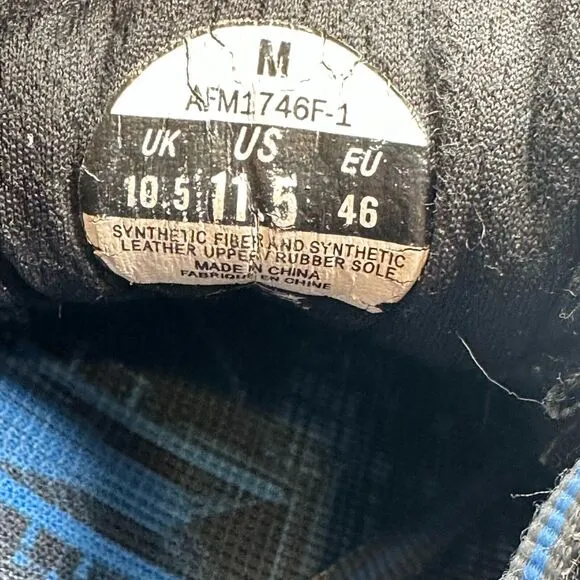 M
AFM1746F-1
UK US EU
10.5 11.5 46
SYNTHETIC FIBER AND SYNTHETIC
LEATHER UPPER / RUBBER SOLE
MADE IN CHINA
FABRIQUE EN CHINE